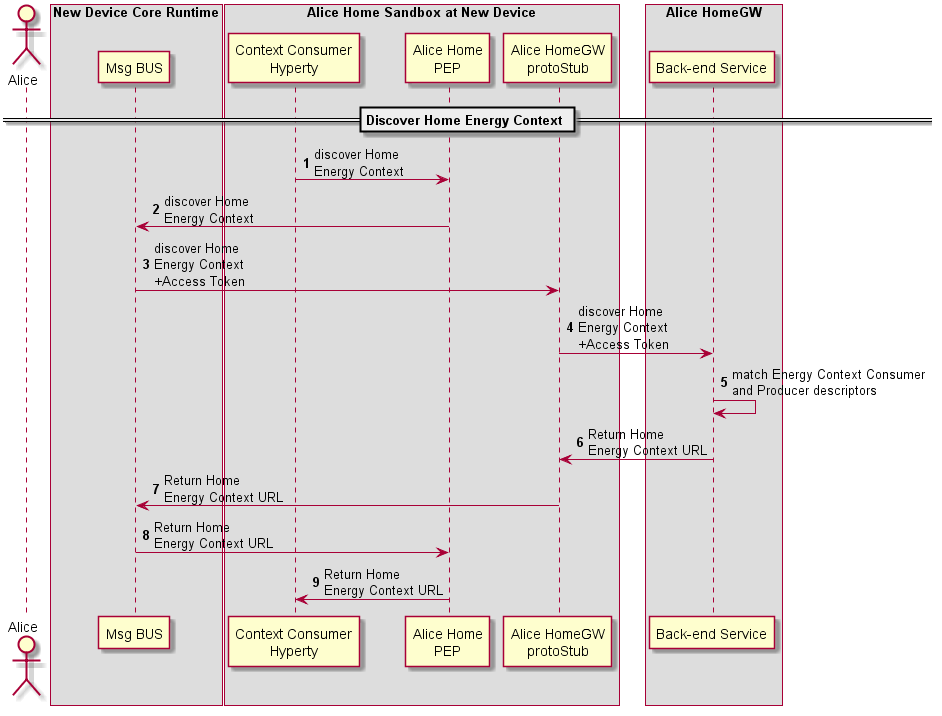 New Device Core Runtime
Alice Home Sandbox at New Device
Alice HomeGW
Alice
Msg BUS
Context Consumer
Hyperty
Alice Home
PEP
Alice HomeGW
protoStub
Back-end Service
Discover Home Energy Context
1 discover Home
Energy Context
2 discover Home
Energy Context
3 discover Home
Energy Context
+Access Token
4 discover Home
Energy Context
+Access Token
5 match Energy Context Consumer
and Producer descriptors
6 Return Home
Energy Context URL
7 Return Home
Energy Context URL
8 Return Home
Energy Context URL
9 Return Home
Energy Context URL
Alice
Msg BUS
Context Consumer
Hyperty
Alice Home
PEP
Alice HomeGW
protoStub
Back-end Service